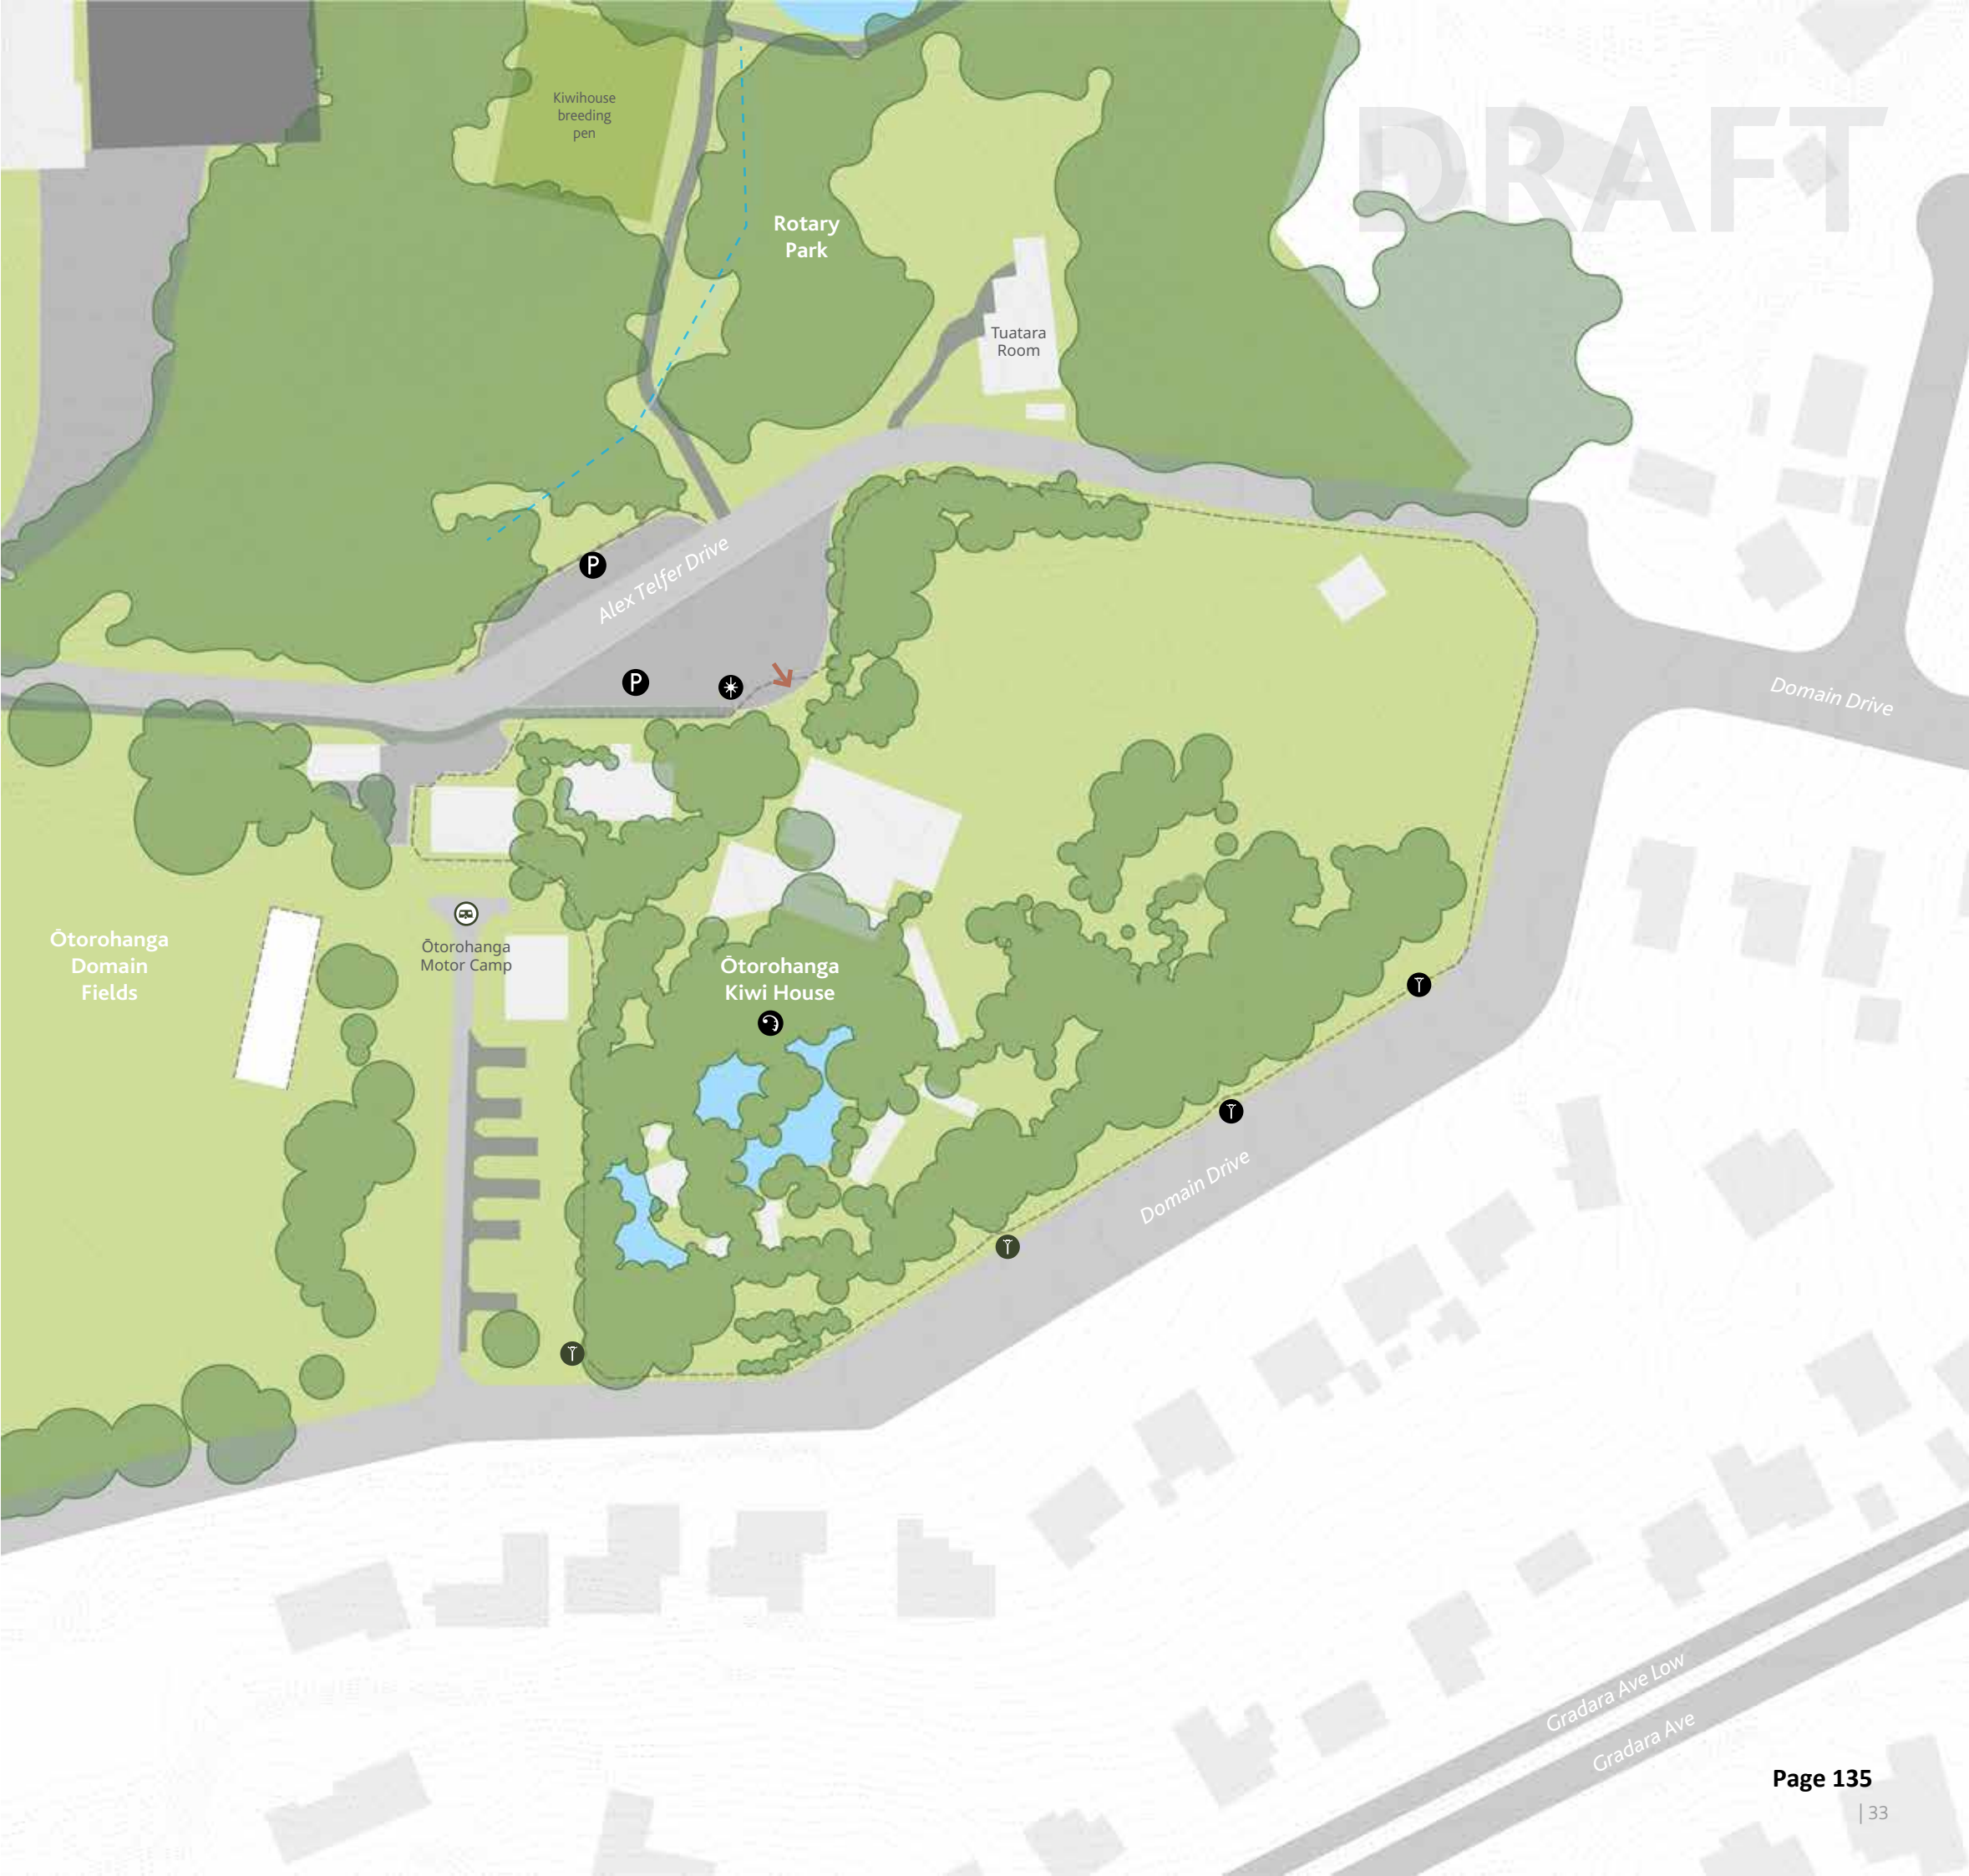 DRAFT
Kiwihouse
breeding
pen
Rotary
Park
Tuatara
Room
P
Alex Telfer Drive
P
Domain Drive
Ōtorohanga
Domain
Fields
Ōtorohanga
Motor Camp
Ōtorohanga
Kiwi House
Domain Drive
Gradara Ave Low
Gradara Ave
Page 135
| 33